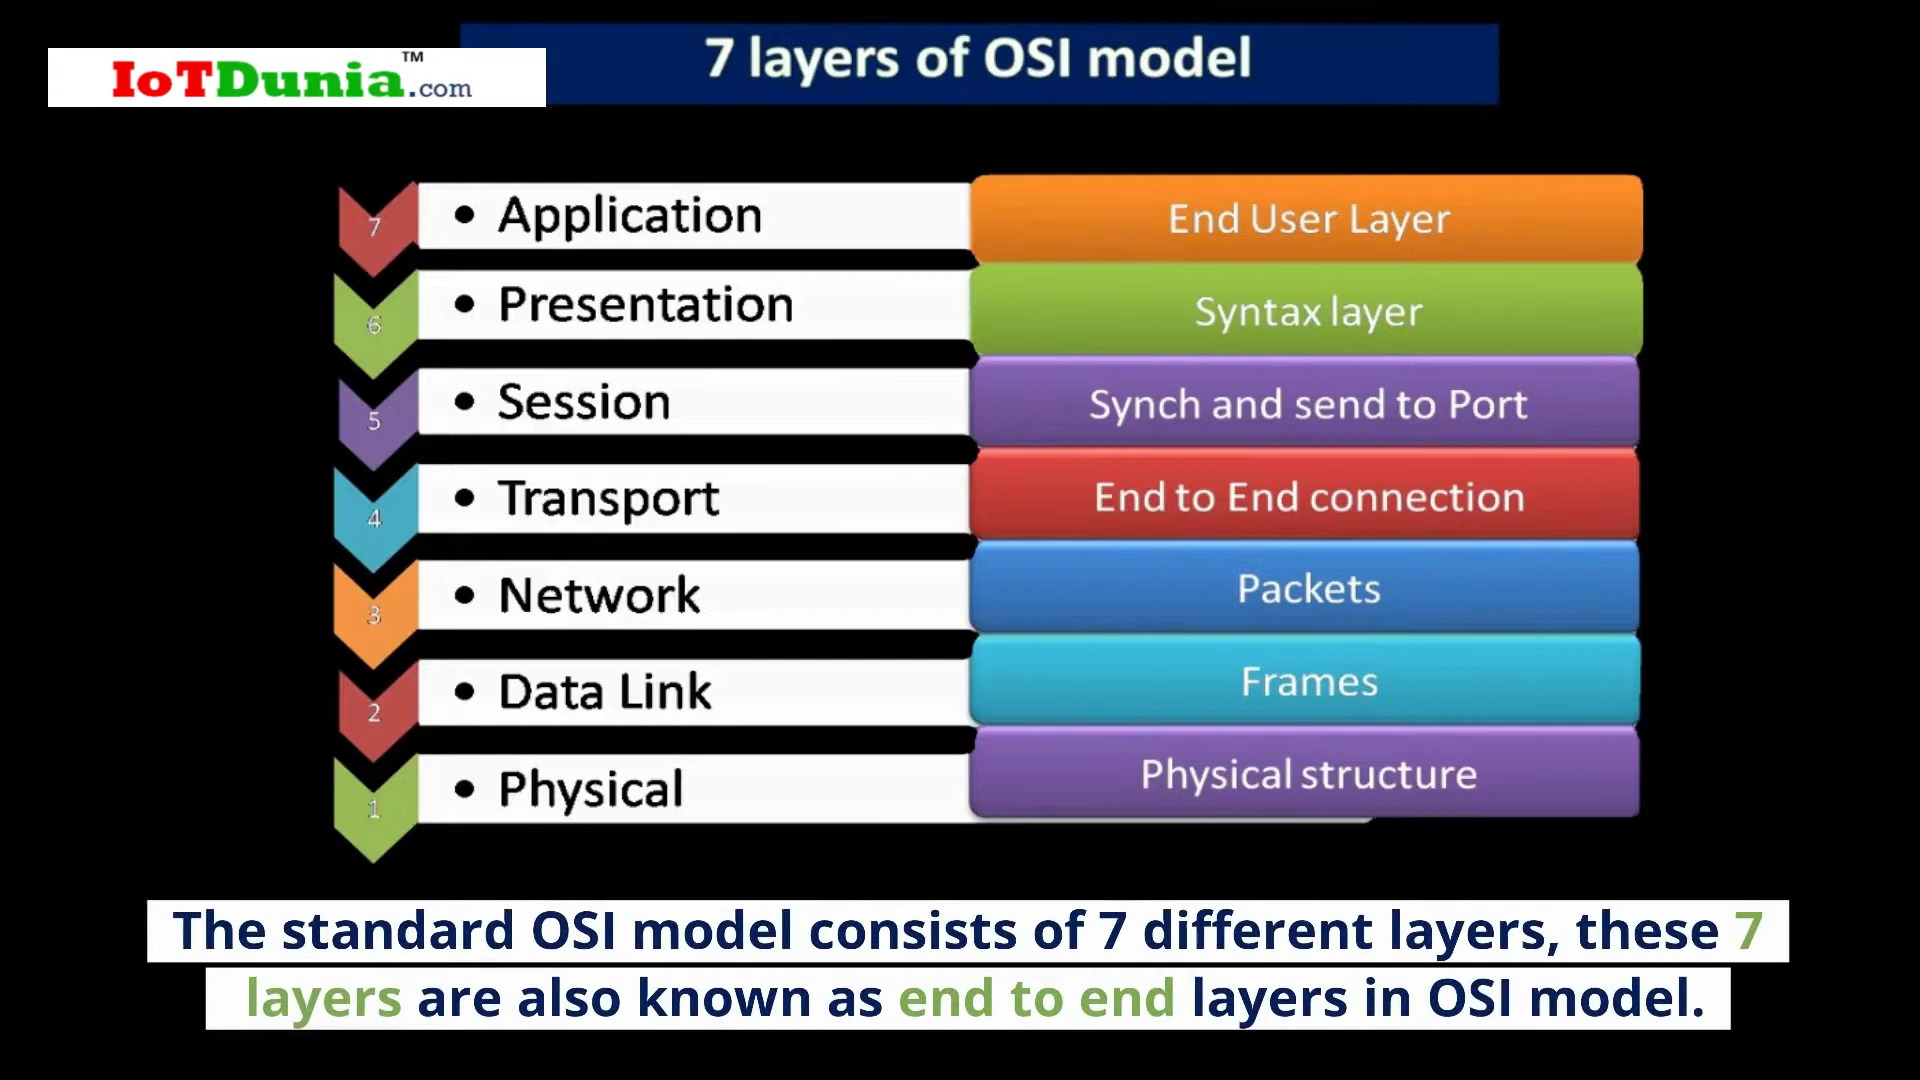 7 layers of OSI model
IoTDunia.com™
7 • Application End User Layer
6 • Presentation Syntax layer
5 • Session Synch and send to Port
4 • Transport End to End connection
3 • Network Packets
2 • Data Link Frames
1 • Physical Physical structure
The standard OSI model consists of 7 different layers, these 7
layers are also known as end to end layers in OSI model.